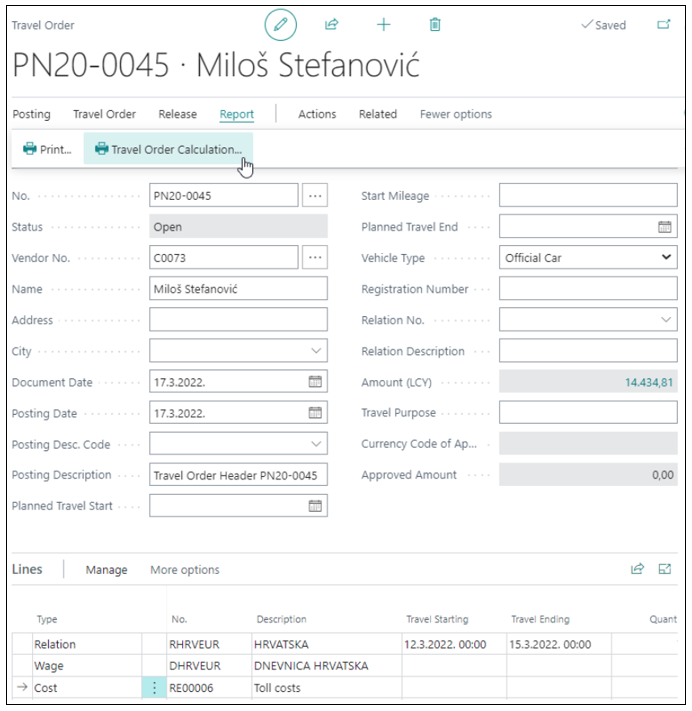 Travel Order
Saved
PN20-0045 · Miloš Stefanović
Posting Travel Order Release Report Actions Related Fewer options
Print... Travel Order Calculation...
No. PN20-0045
Status Open
Vendor No. C0073
Name Miloš Stefanović
Address
City
Document Date 17.3.2022.
Posting Date 17.3.2022.
Posting Desc. Code
Posting Description Travel Order Header PN20-0045
Planned Travel Start
Start Mileage
Planned Travel End
Vehicle Type Official Car
Registration Number
Relation No.
Relation Description
Amount (LCY) 14.434,81
Travel Purpose
Currency Code of Ap...
Approved Amount 0,00
Lines Manage More options
Type No. Description Travel Starting Travel Ending Quant
Relation RHRVEUR HRVATSKA 12.3.2022. 00:00 15.3.2022. 00:00
Wage DHRVEUR DNEVNICA HRVATSKA
Cost RE00006 Toll costs